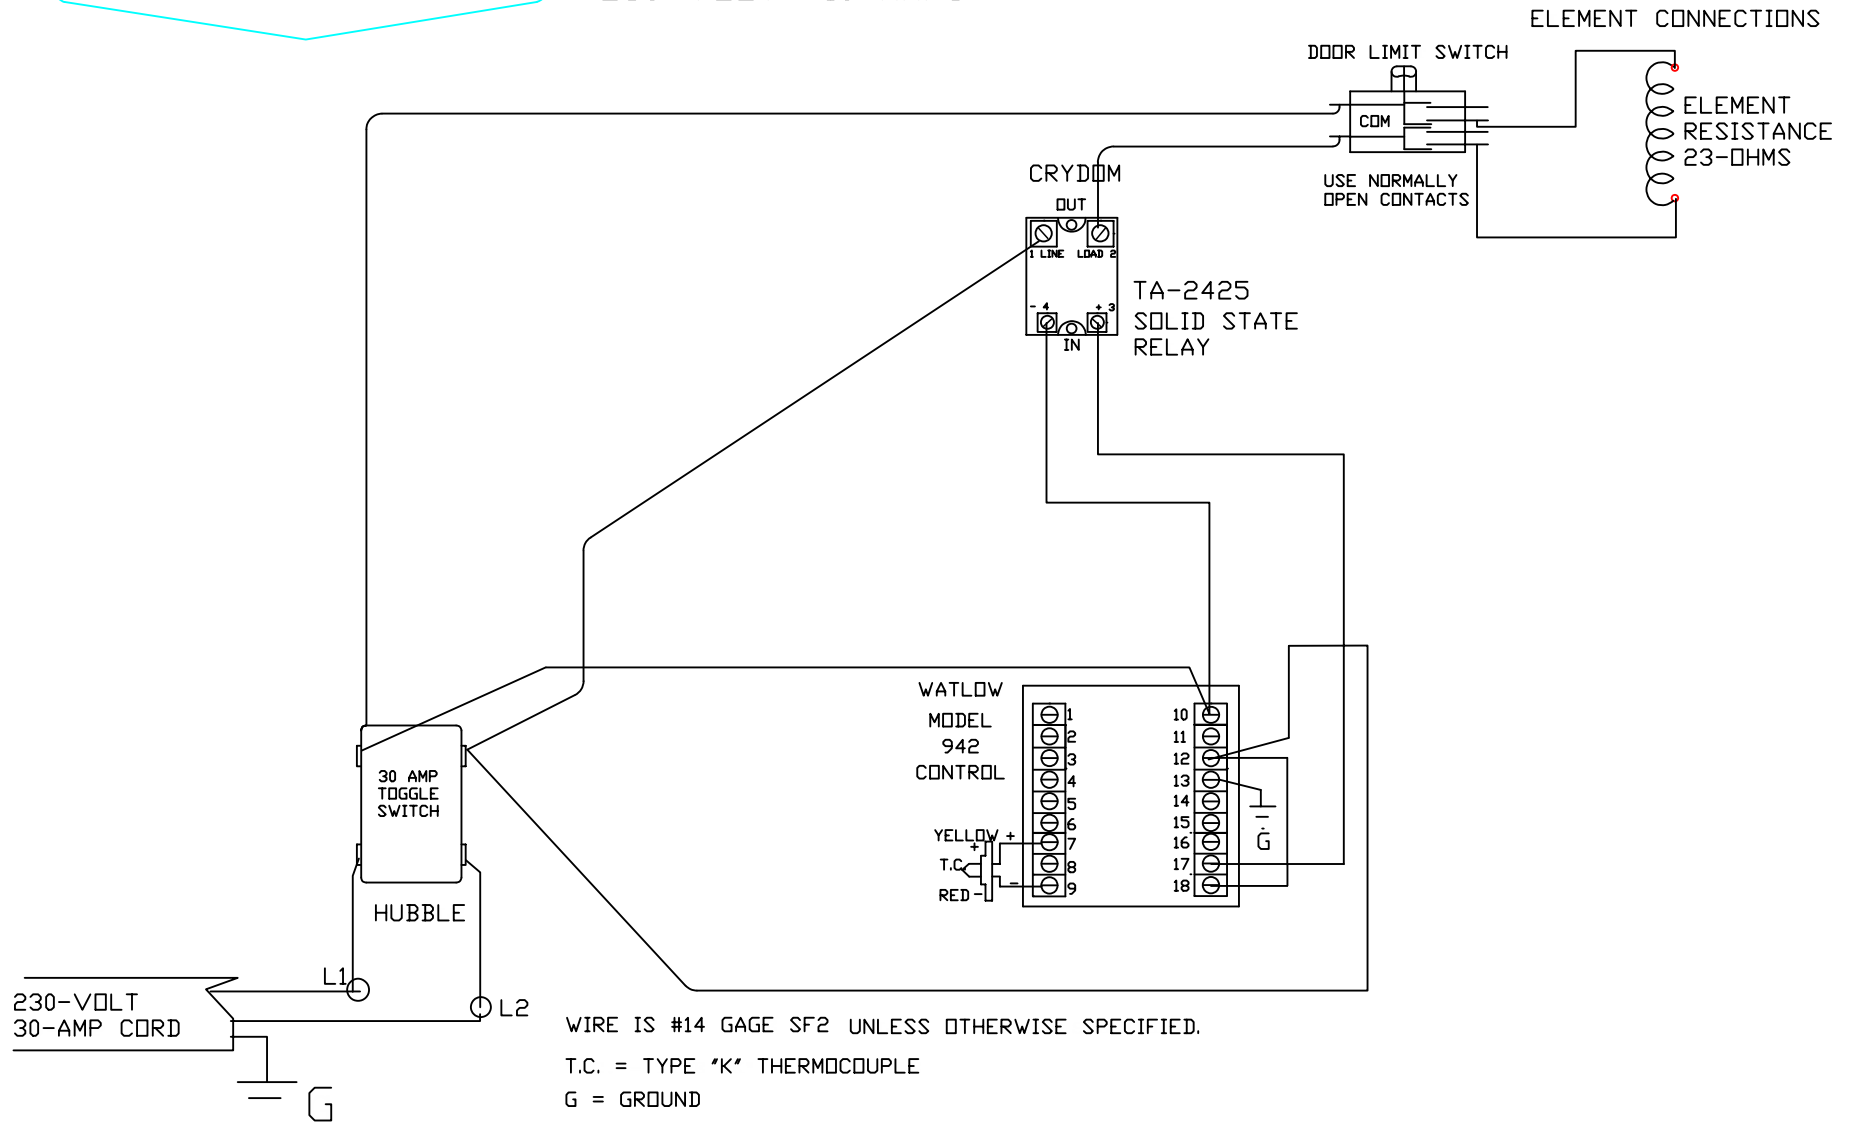 ELEMENT CONNECTIONS
DOOR LIMIT SWITCH
COM
ELEMENT
RESISTANCE
23-OHMS
USE NORMALLY
OPEN CONTACTS
CRYDOM
OUT
1 LINE LOAD 2
- 4 + 3
IN
TA-2425
SOLID STATE
RELAY
WATLOW
MODEL
942
CONTROL
1
2
3
4
5
6
7
8
9
10
11
12
13
14
15
16
17
18
G
YELLOW +
+
T.C.
-
RED -
30 AMP
TOGGLE
SWITCH
HUBBLE
L1
L2
230-VOLT
30-AMP CORD
G
WIRE IS #14 GAGE SF2 UNLESS OTHERWISE SPECIFIED.
T.C. = TYPE "K" THERMOCOUPLE
G = GROUND